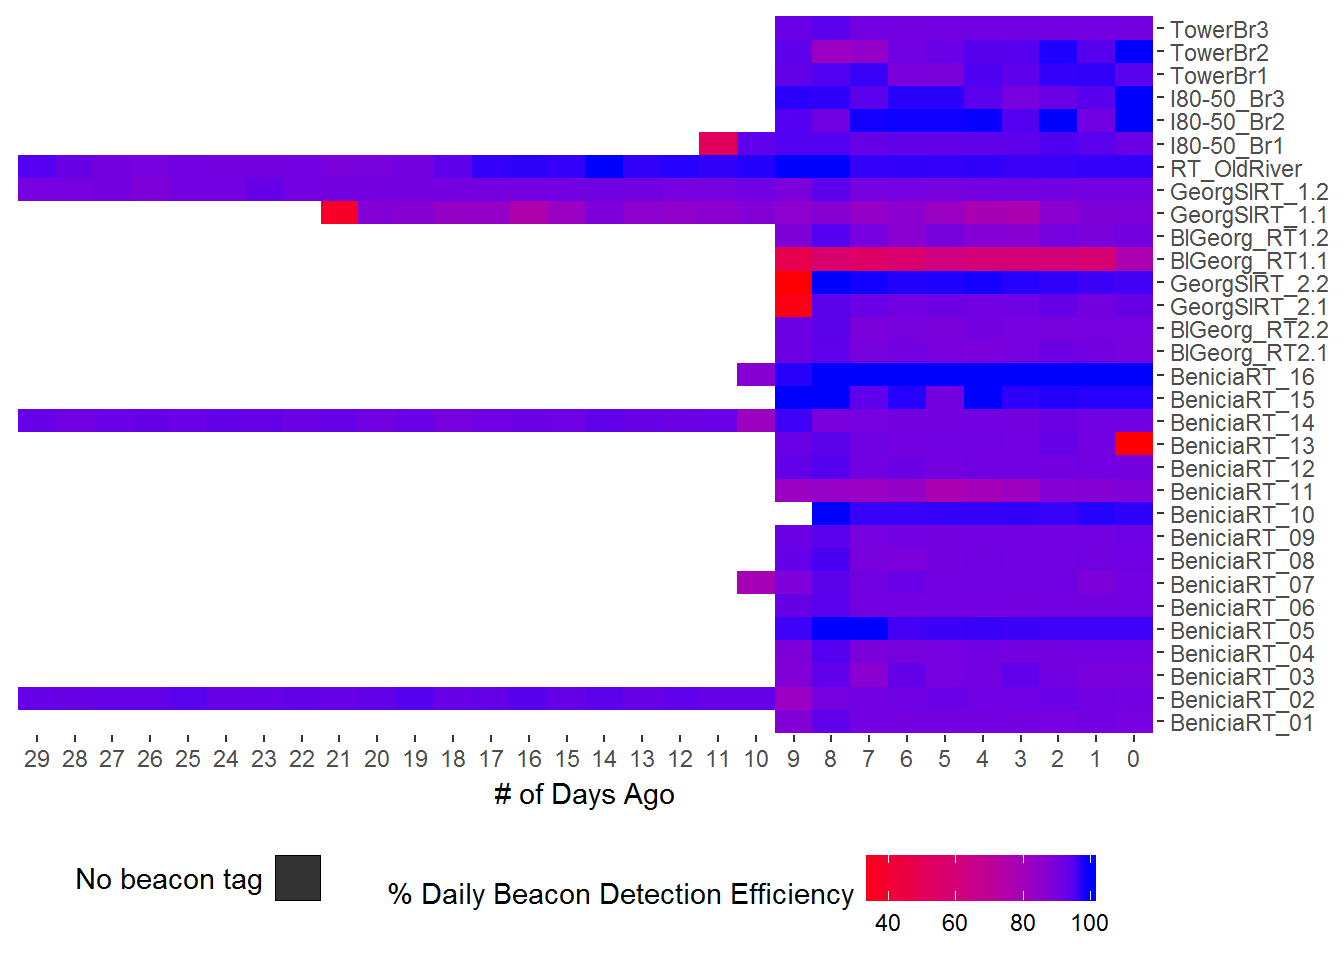 TowerBr3
TowerBr2
TowerBr1
I80-50_Br3
I80-50_Br2
I80-50_Br1
RT_OldRiver
GeorgSlRT_1.2
GeorgSlRT_1.1
BlGeorg_RT1.2
BlGeorg_RT1.1
GeorgSlRT_2.2
GeorgSlRT_2.1
BlGeorg_RT2.2
BlGeorg_RT2.1
BeniciaRT_16
BeniciaRT_15
BeniciaRT_14
BeniciaRT_13
BeniciaRT_12
BeniciaRT_11
BeniciaRT_10
BeniciaRT_09
BeniciaRT_08
BeniciaRT_07
BeniciaRT_06
BeniciaRT_05
BeniciaRT_04
BeniciaRT_03
BeniciaRT_02
BeniciaRT_01
29 28 27 26 25 24 23 22 21 20 19 18 17 16 15 14 13 12 11 10 9 8 7 6 5 4 3 2 1 0
# of Days Ago
No beacon tag
% Daily Beacon Detection Efficiency
40 60 80 100